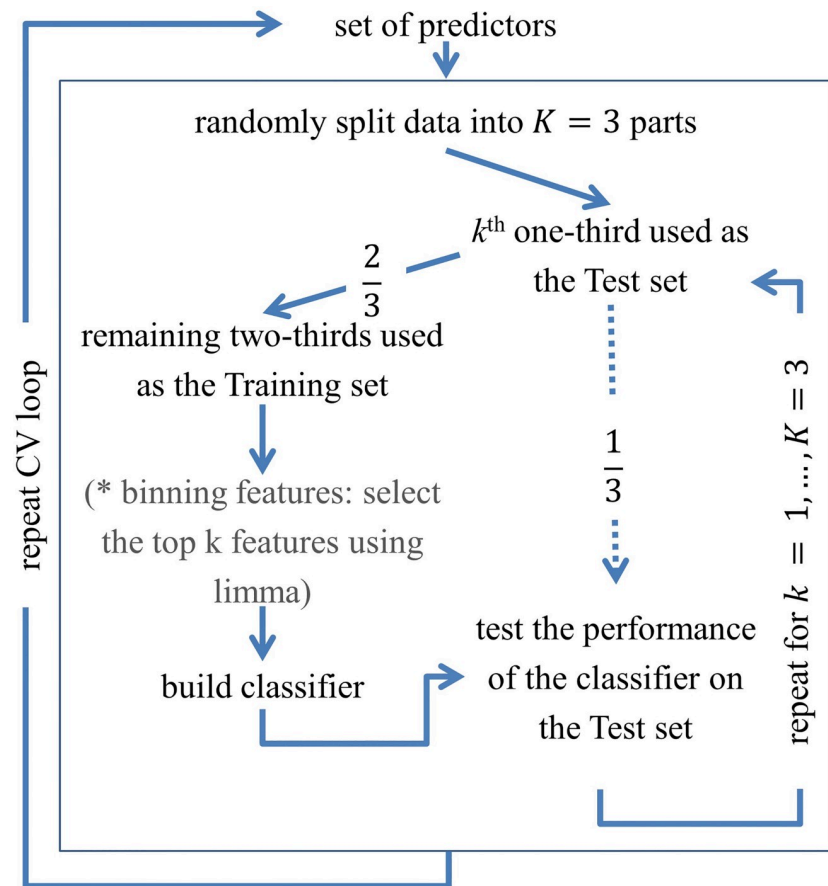 set of predictors
randomly split data into K = 3 parts
kth one-third used as
the Test set
2
3
remaining two-thirds used
as the Training set
(* binning features: select
the top k features using
limma)
build classifier
1
3
test the performance
of the classifier on
the Test set
repeat for k = 1, ..., K = 3
repeat CV loop